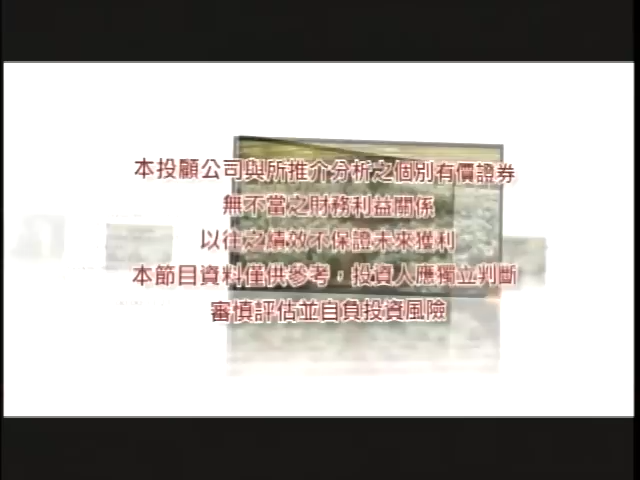 本投顧公司與所推介分析之個別有價證券
無不當之財務利益關係
以往之績效不保證未來獲利
本節目資料僅供參考，投資人應獨立判斷
審慎評估並自負投資風險